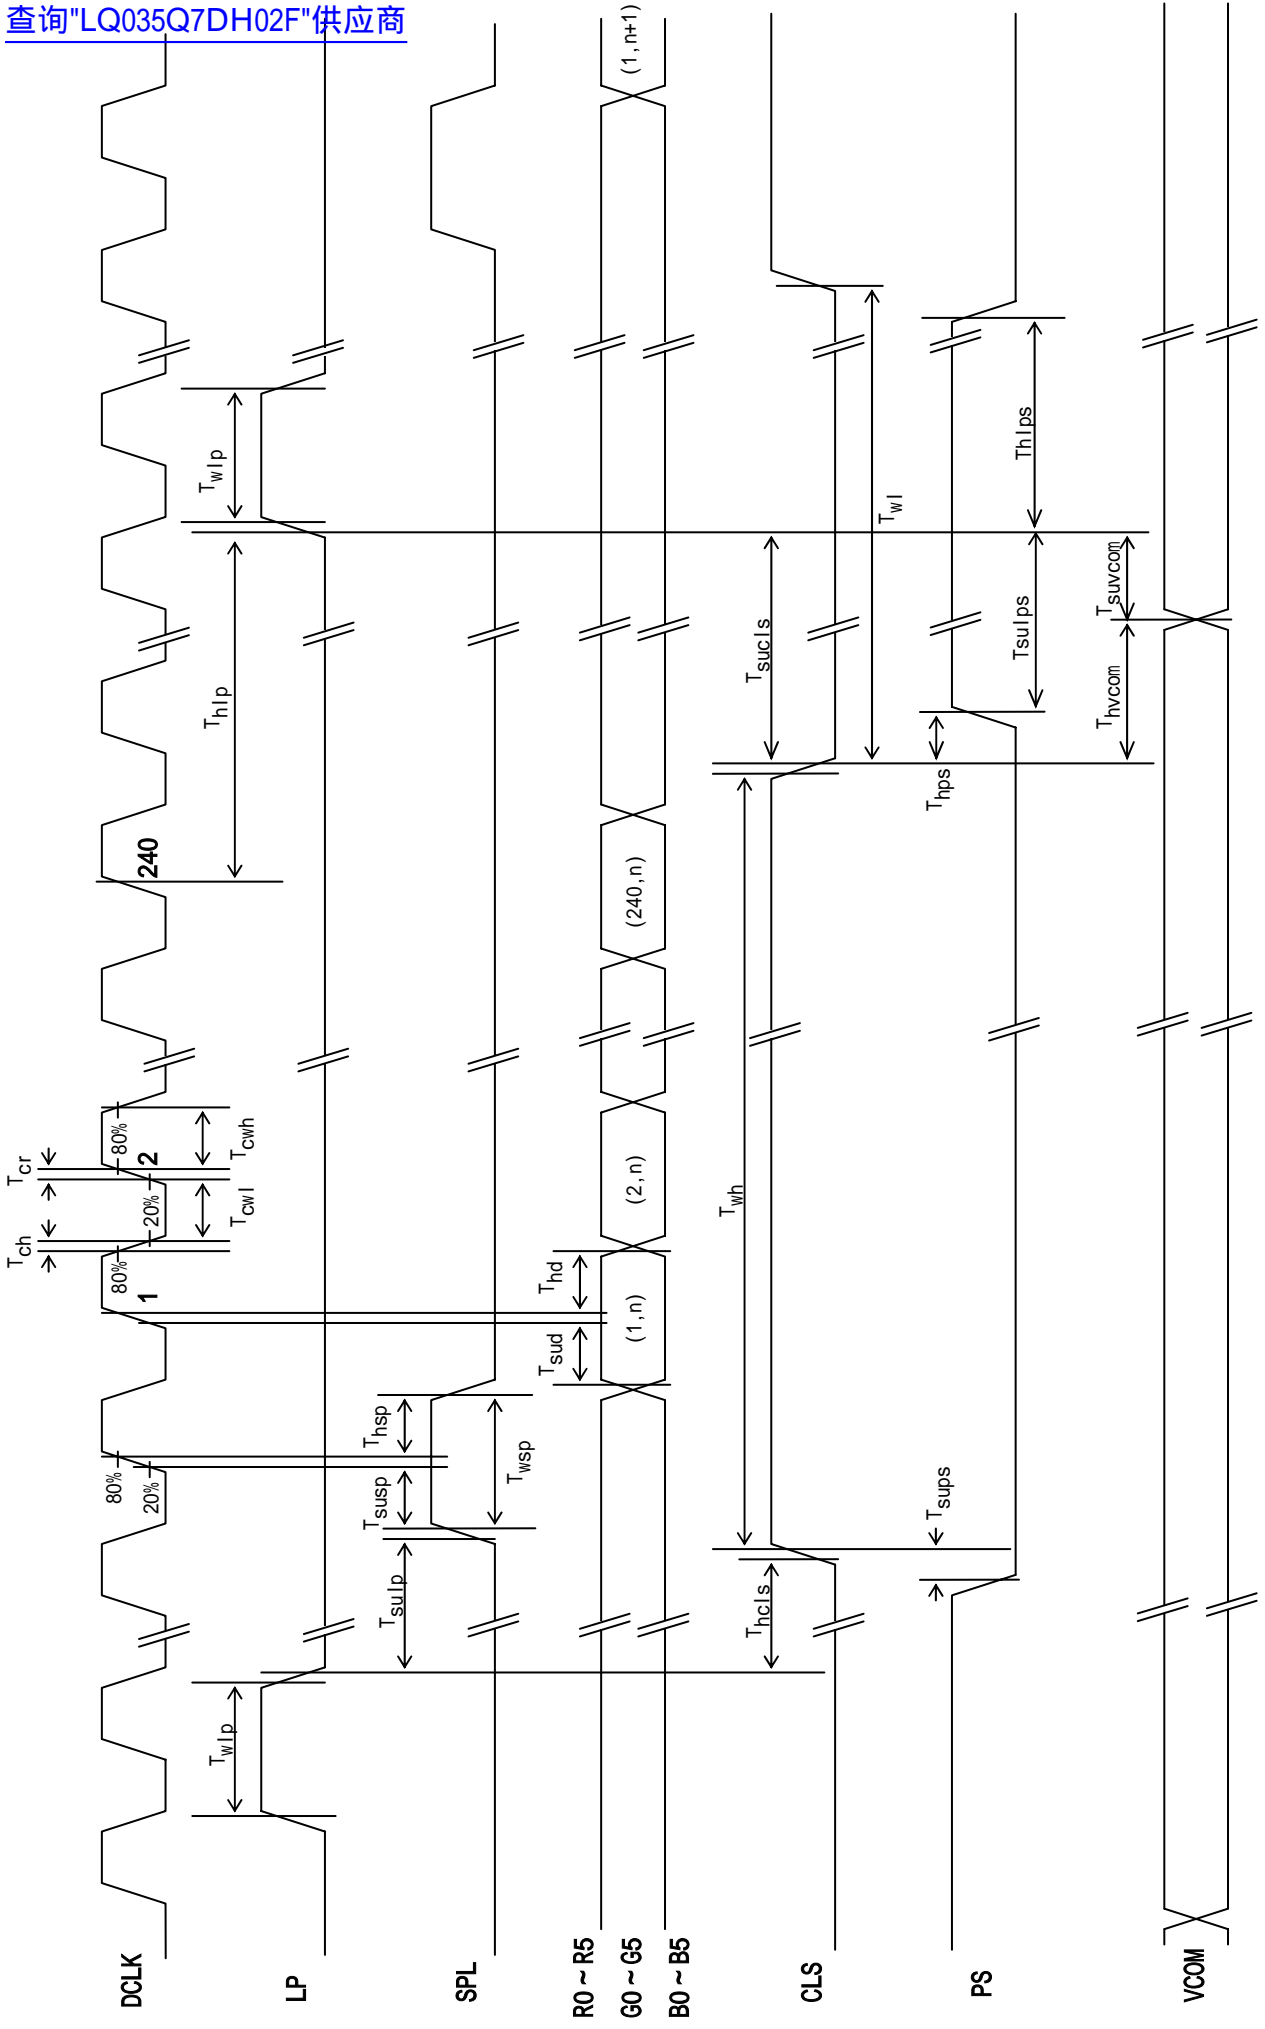 查询"LQ035Q7DH02F"供应商
DCLK
Tcr
Tch
80%
20%
80%
20%
80%
1
2
240
Tcwh
Tcwl
LP
Twlp
Thlp
Twlp
SPL
Tsulp
Tsusp
Thsp
Twsp
R0～R5
G0～G5
B0～B5
Tsud
Thd
(1,n)
(2,n)
(240,n)
(1,n+1)
CLS
Thcls
Twh
Tsucls
Twl
PS
Tsups
Thps
Tsulps
Thlps
VCOM
Thvcom
Tsuvcom